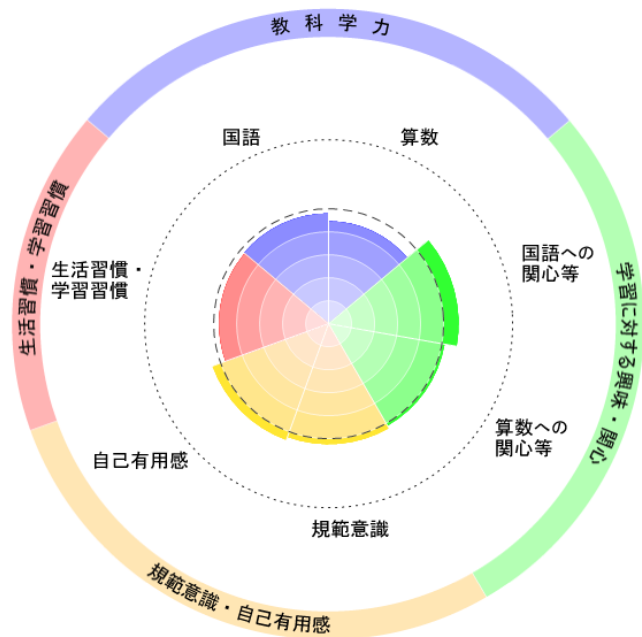 教科学力
国語
算数
生活習慣・学習習慣
生活習慣・
学習習慣
国語への
関心等
学習に対する興味・関心
算数への
関心等
自己有用感
規範意識
規範意識・自己有用感